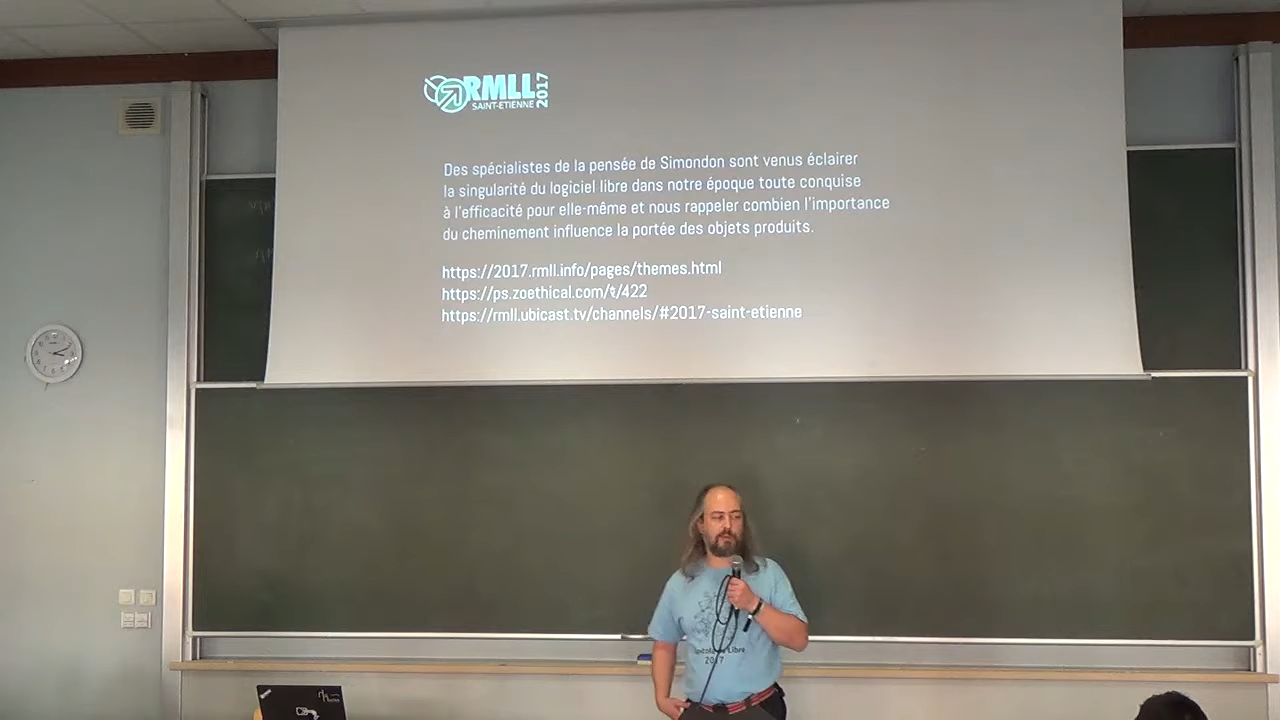 RMLL
2017
SAINT-ETIENNE
Des spécialistes de la pensée de Simondon sont venus éclairer
la singularité du logiciel libre dans notre époque toute conquise
à l'efficacité pour elle-même et nous rappeler combien l'importance
du cheminement influence la portée des objets produits.
https://2017.rmll.info/pages/themes.html
https://ps.zoethical.com/t/422
https://rmll.ubicast.tv/channels/#2017-saint-etienne
Libre
2017